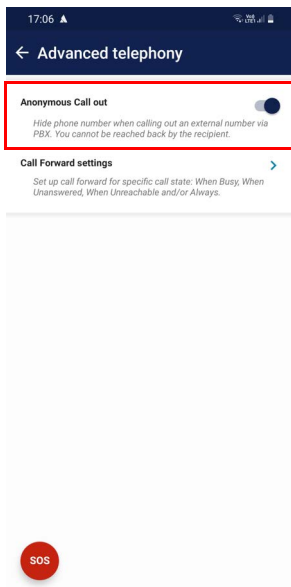 17:06
← Advanced telephony
Anonymous Call out
Hide phone number when calling out an external number via
PBX. You cannot be reached back by the recipient.
Call Forward settings
Set up call forward for specific call state: When Busy, When
Unanswered, When Unreachable and/or Always.
SOS